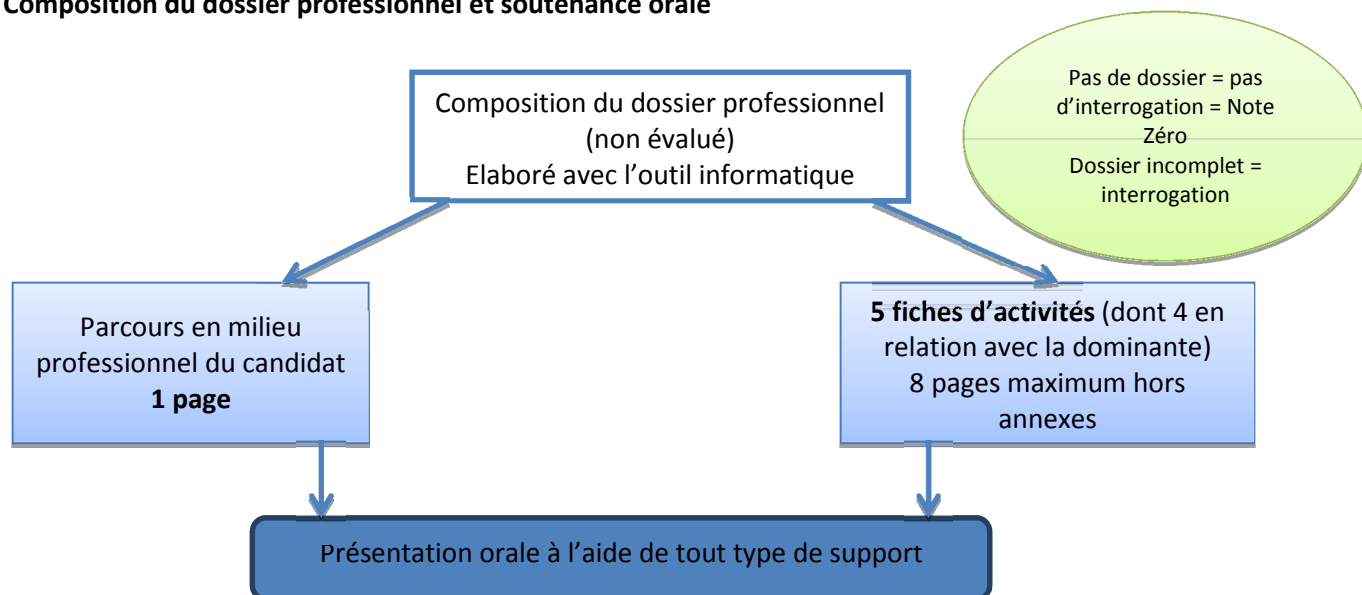 Composition du dossier professionnel et soutenance orale
Pas de dossier = pas
d’interrogation = Note
Zéro
Dossier incomplet =
interrogation
Composition du dossier professionnel
(non évalué)
Elaboré avec l’outil informatique
Parcours en milieu
professionnel du candidat
1 page
5 fiches d’activités (dont 4 en
relation avec la dominante)
8 pages maximum hors
annexes
Présentation orale à l’aide de tout type de support